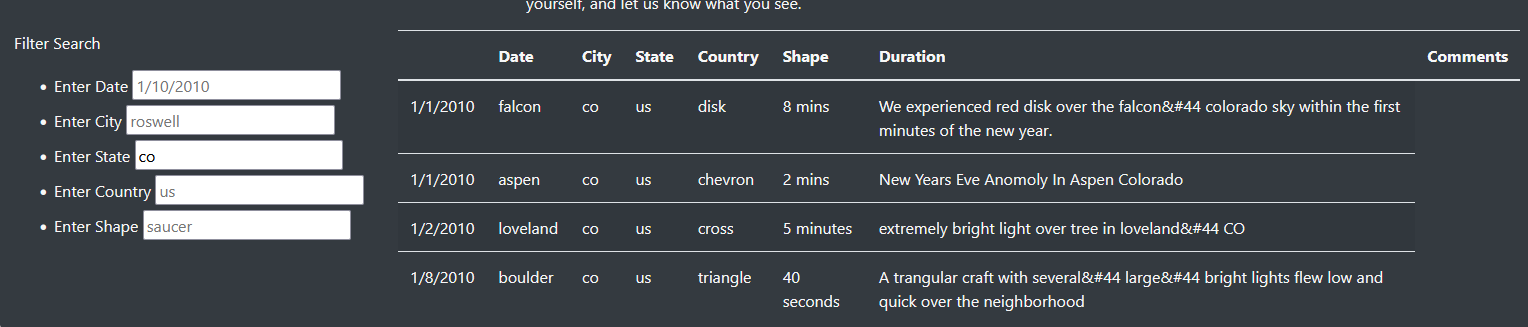 yourself, and let us know what you see.
Filter Search
Enter Date 1/10/2010
Enter City roswell
Enter State co
Enter Country us
Enter Shape saucer
Date City State Country Shape Duration Comments
1/1/2010 falcon co us disk 8 mins We experienced red disk over the falcon&#44 colorado sky within the first
minutes of the new year.
1/1/2010 aspen co us chevron 2 mins New Years Eve Anomoly In Aspen Colorado
1/2/2010 loveland co us cross 5 minutes extremely bright light over tree in loveland&#44 CO
1/8/2010 boulder co us triangle 40 A trangular craft with several&#44 large&#44 bright lights flew low and
seconds quick over the neighborhood